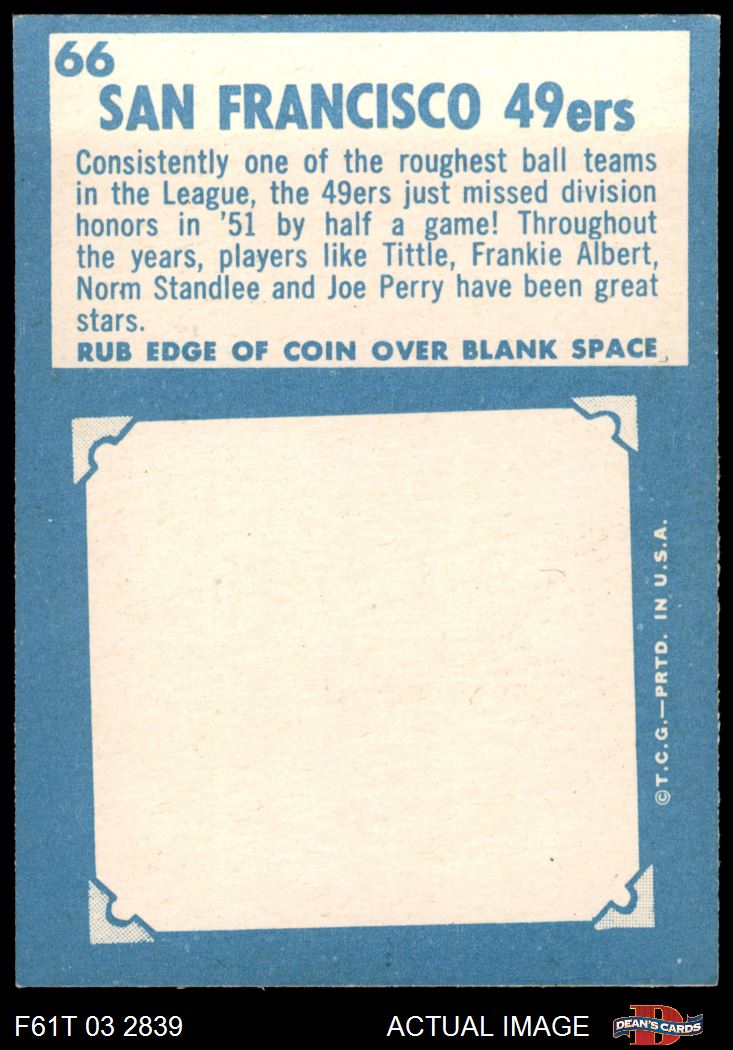 66
SAN FRANCISCO 49ers
Consistently one of the roughest ball teams
in the League, the 49ers just missed division
honors in '51 by half a game! Throughout
the years, players like Tittle, Frankie Albert,
Norm Standlee and Joe Perry have been great
stars.
RUB EDGE OF COIN OVER BLANK SPACE
©T.C.G.—PRTD. IN U.S.A.
F61T 03 2839
ACTUAL IMAGE
D
DEAN'S CARDS